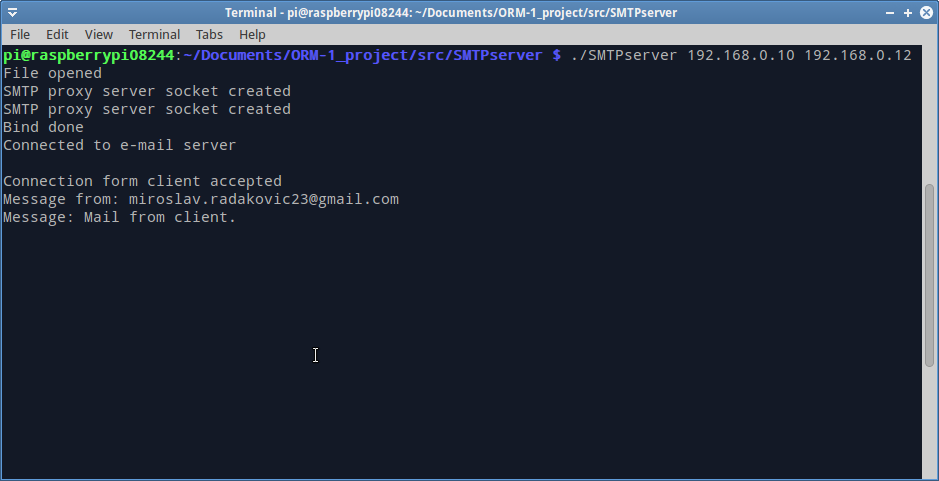 Terminal - pi@raspberrypi08244: ~/Documents/ORM-1_project/src/SMTPserver
File Edit View Terminal Tabs Help
pi@raspberrypi08244:~/Documents/ORM-1_project/src/SMTPserver $ ./SMTPserver 192.168.0.10 192.168.0.12
File opened
SMTP proxy server socket created
SMTP proxy server socket created
Bind done
Connected to e-mail server
Connection form client accepted
Message from: miroslav.radakovic23@gmail.com
Message: Mail from client.